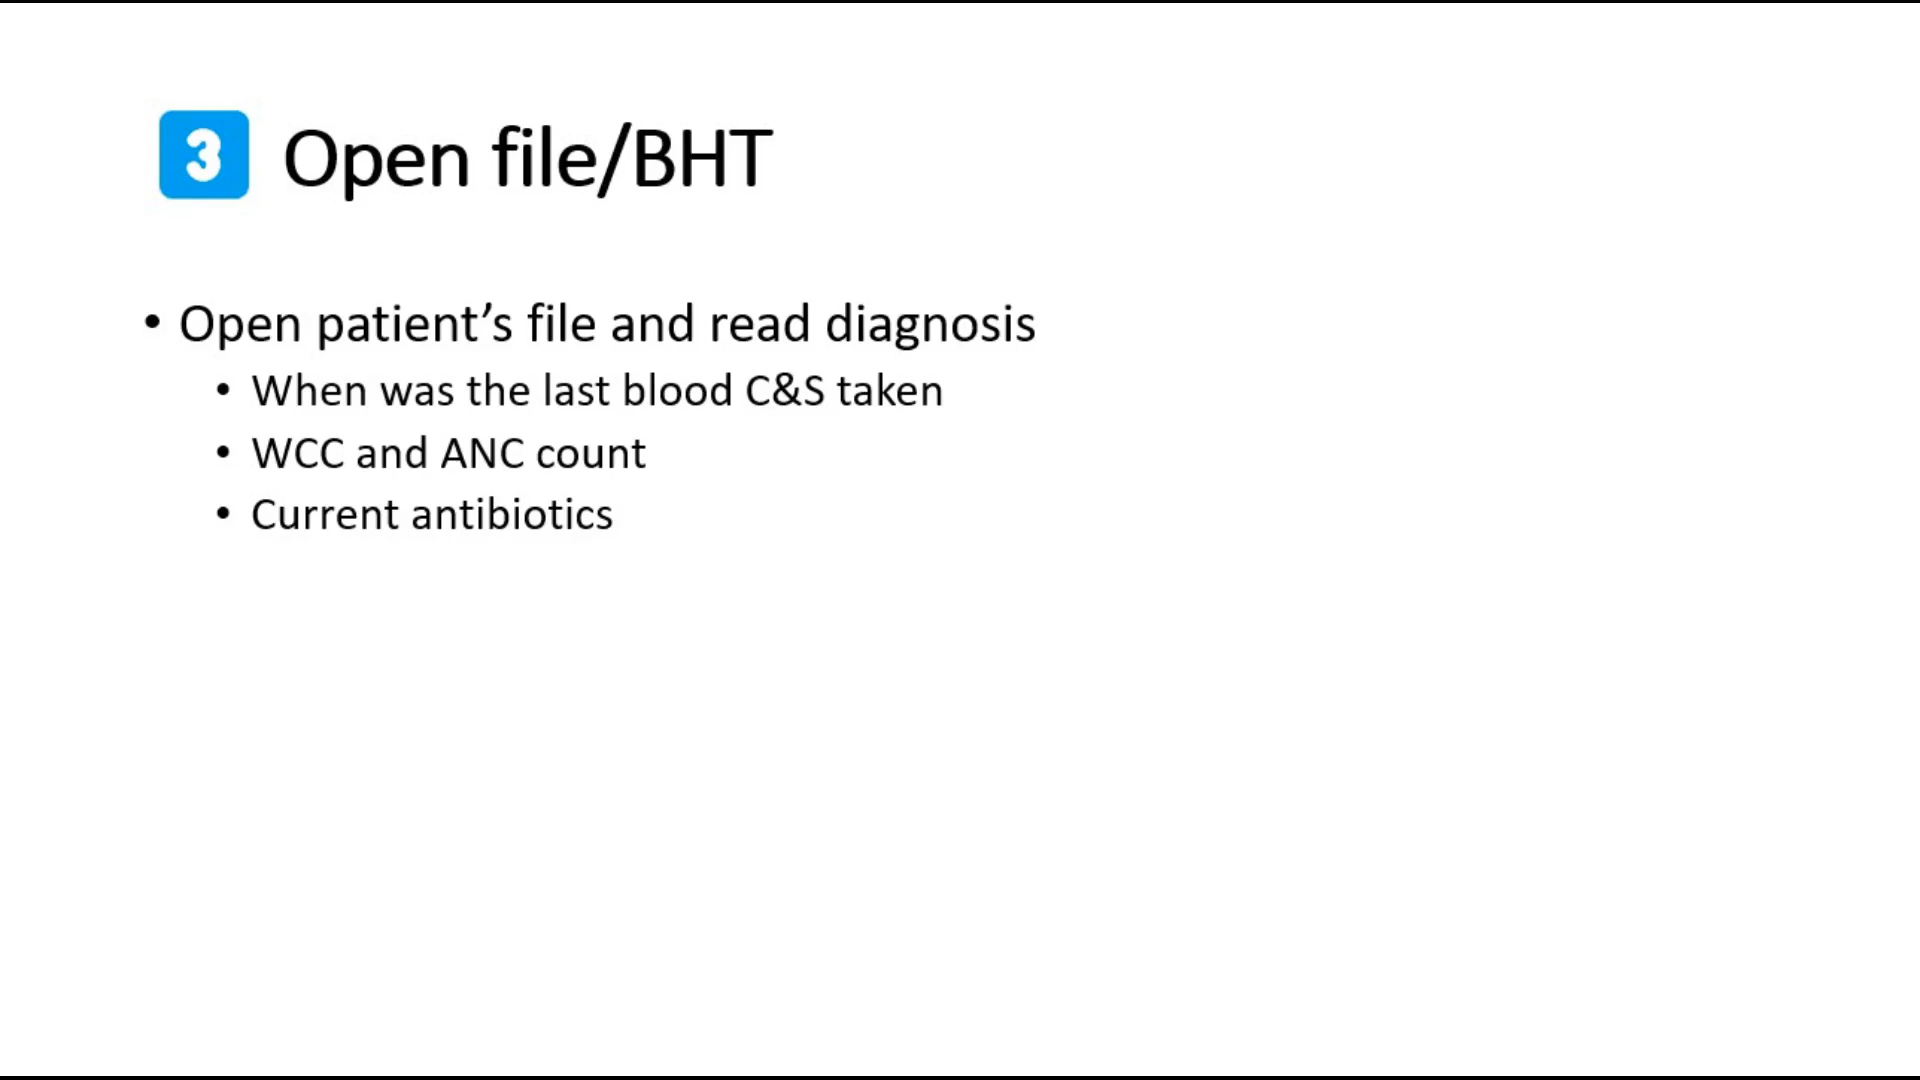 3 Open file/BHT
• Open patient’s file and read diagnosis
• When was the last blood C&S taken
• WCC and ANC count
• Current antibiotics